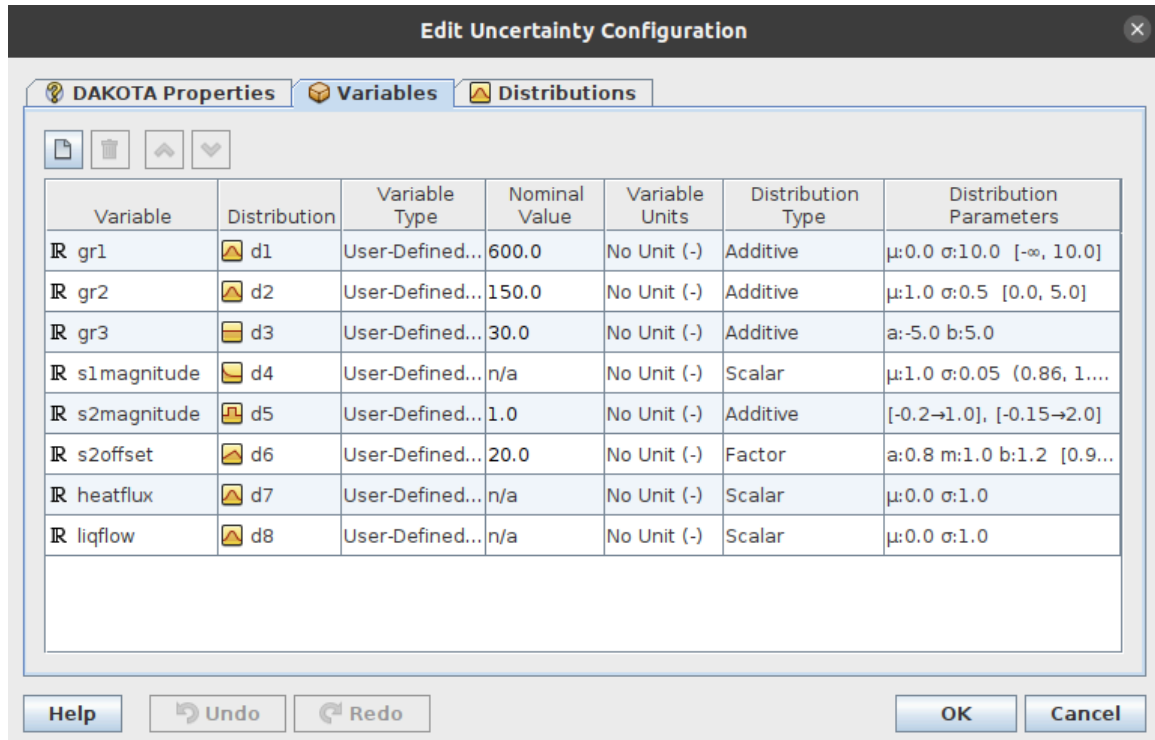 Edit Uncertainty Configuration
DAKOTA Properties Variables Distributions
Variable Distribution Variable Type Nominal Value Variable Units Distribution Type Distribution Parameters
ℝ gr1 d1 User-Defined... 600.0 No Unit (-) Additive μ:0.0 σ:10.0 [-∞, 10.0]
ℝ gr2 d2 User-Defined... 150.0 No Unit (-) Additive μ:1.0 σ:0.5 [0.0, 5.0]
ℝ gr3 d3 User-Defined... 30.0 No Unit (-) Additive a:-5.0 b:5.0
ℝ s1magnitude d4 User-Defined... n/a No Unit (-) Scalar μ:1.0 σ:0.05 (0.86, 1....
ℝ s2magnitude d5 User-Defined... 1.0 No Unit (-) Additive [-0.2→1.0], [-0.15→2.0]
ℝ s2offset d6 User-Defined... 20.0 No Unit (-) Factor a:0.8 m:1.0 b:1.2 [0.9...
ℝ heatflux d7 User-Defined... n/a No Unit (-) Scalar μ:0.0 σ:1.0
ℝ liqflow d8 User-Defined... n/a No Unit (-) Scalar μ:0.0 σ:1.0
Help Undo Redo OK Cancel